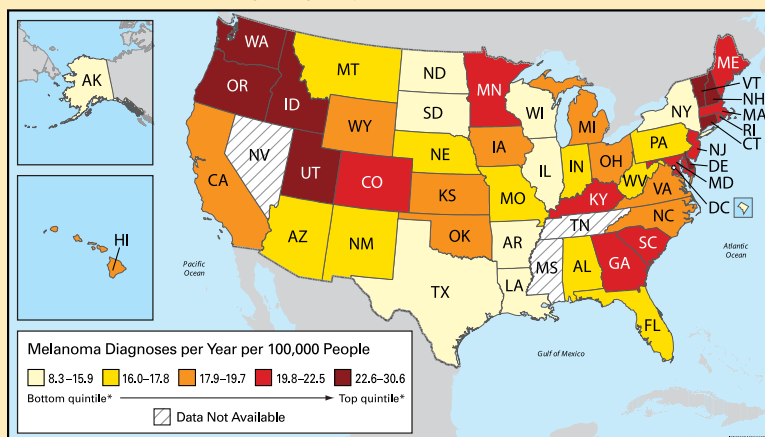 AK
HI
WA
OR
ID
MT
WY
NV
UT
CA
CO
AZ
NM
ND
SD
NE
KS
OK
TX
MN
IA
MO
AR
LA
WI
IL
MI
IN
OH
KY
TN
MS
AL
GA
FL
SC
NC
VA
WV
PA
NY
ME
VT
NH
MA
RI
CT
NJ
DE
MD
DC
Pacific
Ocean
Atlantic
Ocean
Gulf of Mexico
Melanoma Diagnoses per Year per 100,000 People
8.3–15.9 16.0–17.8 17.9–19.7 19.8–22.5 22.6–30.6
Bottom quintile* Top quintile*
Data Not Available